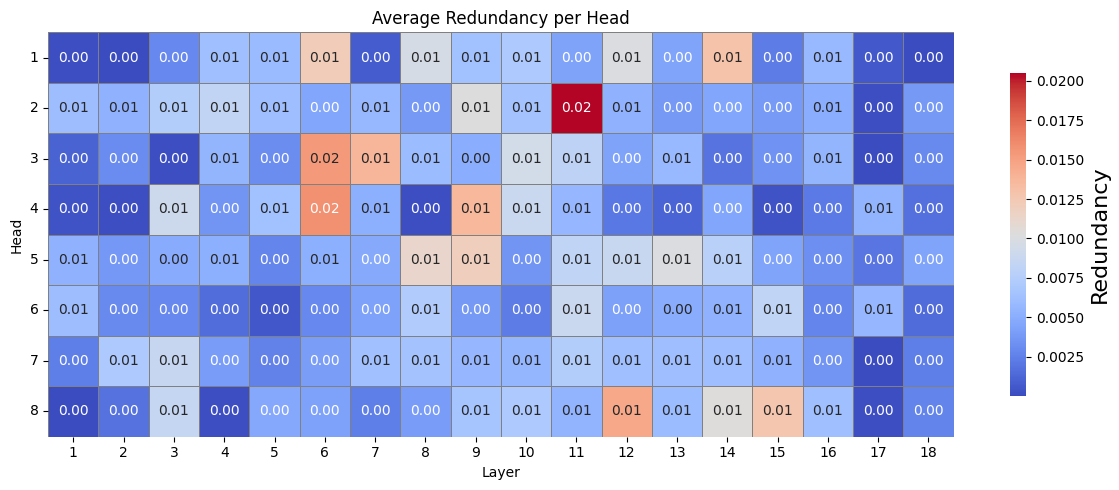 Average Redundancy per Head
1 0.00 0.00 0.00 0.01 0.01 0.01 0.00 0.01 0.01 0.01 0.00 0.01 0.00 0.01 0.00 0.01 0.00 0.00
2 0.01 0.01 0.01 0.01 0.01 0.00 0.01 0.00 0.01 0.01 0.02 0.01 0.00 0.00 0.00 0.01 0.00 0.00
3 0.00 0.00 0.00 0.01 0.00 0.02 0.01 0.01 0.00 0.01 0.01 0.00 0.01 0.00 0.00 0.01 0.00 0.00
4 0.00 0.00 0.01 0.00 0.01 0.02 0.01 0.00 0.01 0.01 0.01 0.00 0.00 0.00 0.00 0.00 0.01 0.00
5 0.01 0.00 0.00 0.01 0.00 0.01 0.00 0.01 0.01 0.00 0.01 0.01 0.01 0.01 0.00 0.00 0.00 0.00
6 0.01 0.00 0.00 0.00 0.00 0.00 0.00 0.01 0.00 0.00 0.01 0.00 0.00 0.01 0.01 0.00 0.01 0.00
7 0.00 0.01 0.01 0.00 0.00 0.00 0.01 0.01 0.01 0.01 0.01 0.01 0.01 0.01 0.01 0.00 0.00 0.00
8 0.00 0.00 0.01 0.00 0.00 0.00 0.00 0.00 0.01 0.01 0.01 0.01 0.01 0.01 0.01 0.01 0.00 0.00
1 2 3 4 5 6 7 8 9 10 11 12 13 14 15 16 17 18
Layer
Head
0.0200
0.0175
0.0150
0.0125
0.0100
0.0075
0.0050
0.0025
Redundancy